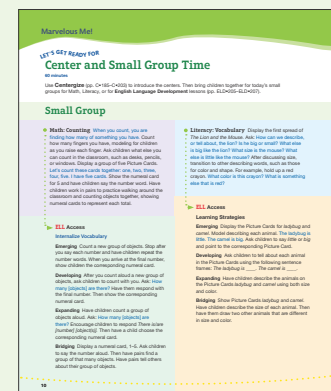 Marvelous Me!
LET'S GET READY FOR
Center and Small Group Time
60 minutes
Use Centergize (pp. C•195–C•203) to introduce the centers. Then bring children together for today's small
groups for Math, Literacy, or for English Language Development lessons (pp. ELD•055–ELD•057).
Small Group
Math: Counting When you count, you are
finding how many of something you have. Count
how many fingers you have, modeling for children
as you raise each finger. Ask children what else you
can count in the classroom, such as desks, pencils,
or windows. Display a group of five Picture Cards.
Let's count these cards together: one, two, three,
four, five. I have five cards. Show the numeral card
for 5 and have children say the number word. Have
children work in pairs to practice walking around the
classroom and counting objects together, showing
numeral cards to represent each total.
ELL Access
Internalize Vocabulary
Emerging Count a new group of objects. Stop after
you say each number and have children repeat the
number words. When you arrive at the final number,
show children the corresponding numeral card.
Developing After you count about a new group of
objects, ask children to count with you. Ask: How
many [objects] are there? Have them respond with
the final number. Then show the corresponding
numeral card.
Expanding Have children count a group of
objects aloud. Ask: How many [objects] are
there? Encourage children to respond There is/are
[number] [object(s)]. Then have a child choose the
corresponding numeral card.
Bridging Display a numeral card, 1–5. Ask children
to say the number aloud. Then have pairs find a
group of that many objects. Have pairs tell others
about their group of objects.
Literacy: Vocabulary Display the first spread of
The Lion and the Mouse. Ask: How can we describe,
or tell about, the lion? Is he big or small? What else
is big like the lion? What size is the mouse? What
else is little like the mouse? After discussing size,
transition to other describing words, such as those
for color and shape. For example, hold up a red
crayon. What color is this crayon? What is something
else that is red?
ELL Access
Learning Strategies
Emerging Display the Picture Cards for ladybug and
camel. Model describing each animal. The ladybug is
little. The camel is big. Ask children to say little or big
and point to the corresponding Picture Card.
Developing Ask children to tell about each animal
in the Picture Cards using the following sentence
frames: The ladybug is ___. The camel is ___.
Expanding Have children describe the animals on
the Picture Cards ladybug and camel using both size
and color.
Bridging Show Picture Cards ladybug and camel.
Have children describe the size of each animal. Then
have them draw two other animals that are different
in size and color.
10